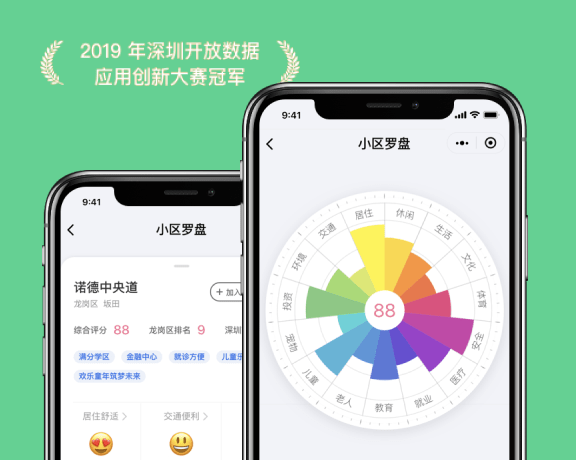 2019 年深圳开放数据
应用创新大赛冠军
9:41
小区罗盘
诺德中央道
龙岗区 坂田
加入
综合评分 88 龙岗区排名 9 深圳
满分学区 金融中心 就诊方便 儿童乐
欢乐童年筑梦未来
居住舒适
交通便利
9:41
小区罗盘
居住
休闲
生活
文化
体育
安全
医疗
就业
教育
老人
儿童
宠物
投资
环境
交通
88